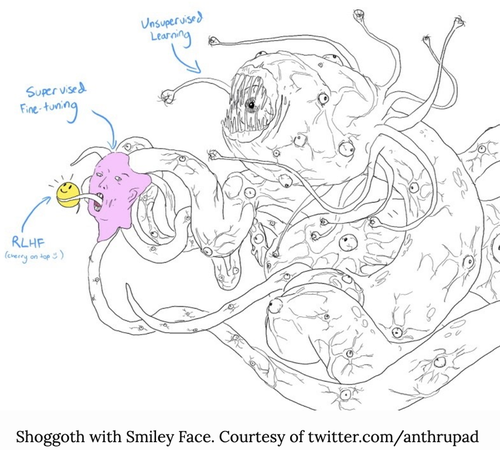 Unsupervised
Learning
Supervised
Fine-tuning
RLHF
(cherry on top :)
Shoggoth with Smiley Face. Courtesy of twitter.com/anthrupad